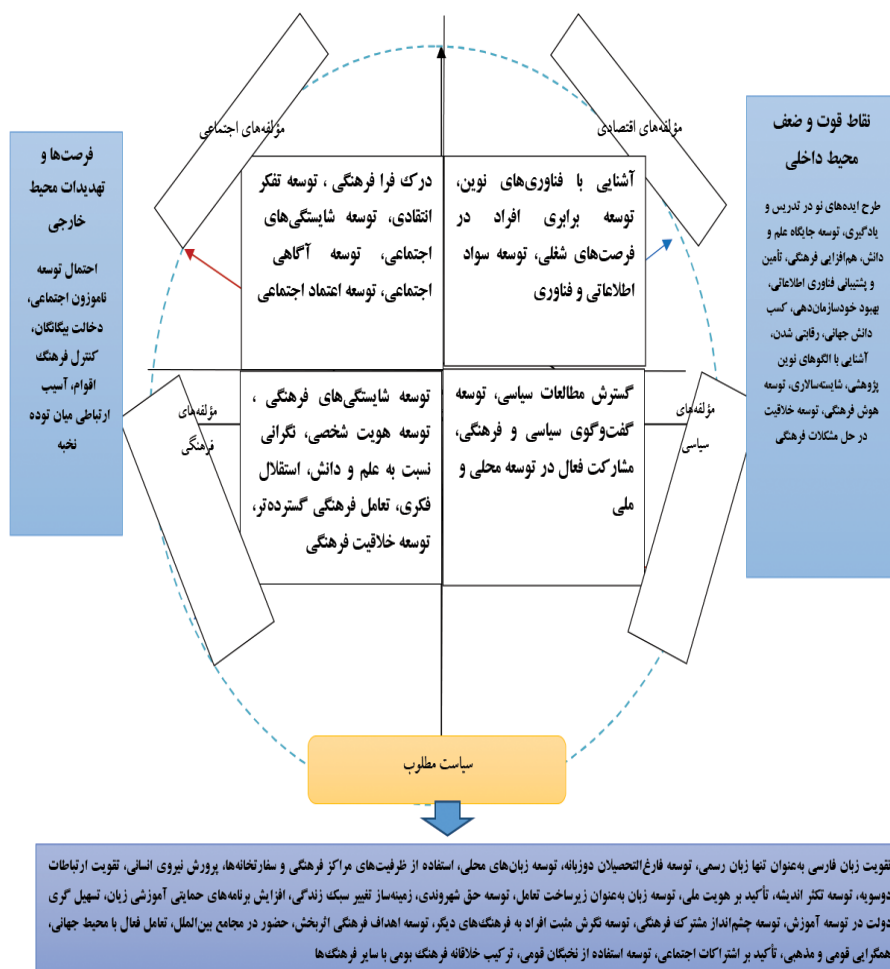 مؤلفه‌های اقتصادی
مؤلفه‌های اجتماعی
نقاط قوت و ضعف
محیط داخلی
طرح ایده‌های نو در تدریس و
یادگیری، توسعه جایگاه علم و
دانش، هم‌افزایی فرهنگی، تأمین
و پشتیبانی فناوری اطلاعاتی،
بهبود خودسازمان‌دهی، کسب
دانش جهانی، رقابتی شدن،
آشنایی با الگوهای نوین
پژوهشی، شایسته‌سالاری، توسعه
هوش فرهنگی، توسعه خلاقیت
در حل مشکلات فرهنگی
آشنایی با فناوری‌های نوین،
توسعه برابری افراد در
فرصت‌های شغلی، توسعه سواد
اطلاعاتی و فناوری
درک فرا فرهنگی ، توسعه تفکر
انتقادی، توسعه شایستگی‌های
اجتماعی، توسعه آگاهی
اجتماعی، توسعه اعتماد اجتماعی
فرصت‌ها و
تهدیدات محیط
خارجی
احتمال توسعه
ناموزون اجتماعی،
دخالت بیگانگان،
کنترل فرهنگ
اقوام، آسیب
ارتباطی میان توده
نخبه
مؤلفه‌های
سیاسی
گسترش مطالعات سیاسی، توسعه
گفت‌وگوی سیاسی و فرهنگی،
مشارکت فعال در توسعه محلی و
ملی
توسعه شایستگی‌های فرهنگی ،
توسعه هویت شخصی، نگرانی
نسبت به علم و دانش، استقلال
فکری، تعامل فرهنگی گسترده‌تر،
توسعه خلاقیت فرهنگی
مؤلفه‌های
فرهنگی
سیاست مطلوب
تقویت زبان فارسی به‌عنوان تنها زبان رسمی، توسعه فارغ‌التحصیلان دوزبانه، توسعه زبان‌های محلی، استفاده از ظرفیت‌های مراکز فرهنگی و سفارتخانه‌ها، پرورش نیروی انسانی، تقویت ارتباطات
دوسویه، توسعه تکثر اندیشه، تأکید بر هویت ملی، توسعه زبان به‌عنوان زیرساخت تعامل، توسعه حق شهروندی، زمینه‌ساز تغییر سبک زندگی، افزایش برنامه‌های حمایتی آموزشی زبان، تسهیل گری
دولت در توسعه آموزش، توسعه چشم‌انداز مشترک فرهنگی، توسعه نگرش مثبت افراد به فرهنگ‌های دیگر، توسعه اهداف فرهنگی اثربخش، حضور در مجامع بین‌الملل، تعامل فعال با محیط جهانی،
همگرایی قومی و مذهبی، تأکید بر اشتراکات اجتماعی، توسعه استفاده از نخبگان قومی، ترکیب خلاقانه فرهنگ بومی با سایر فرهنگ‌ها